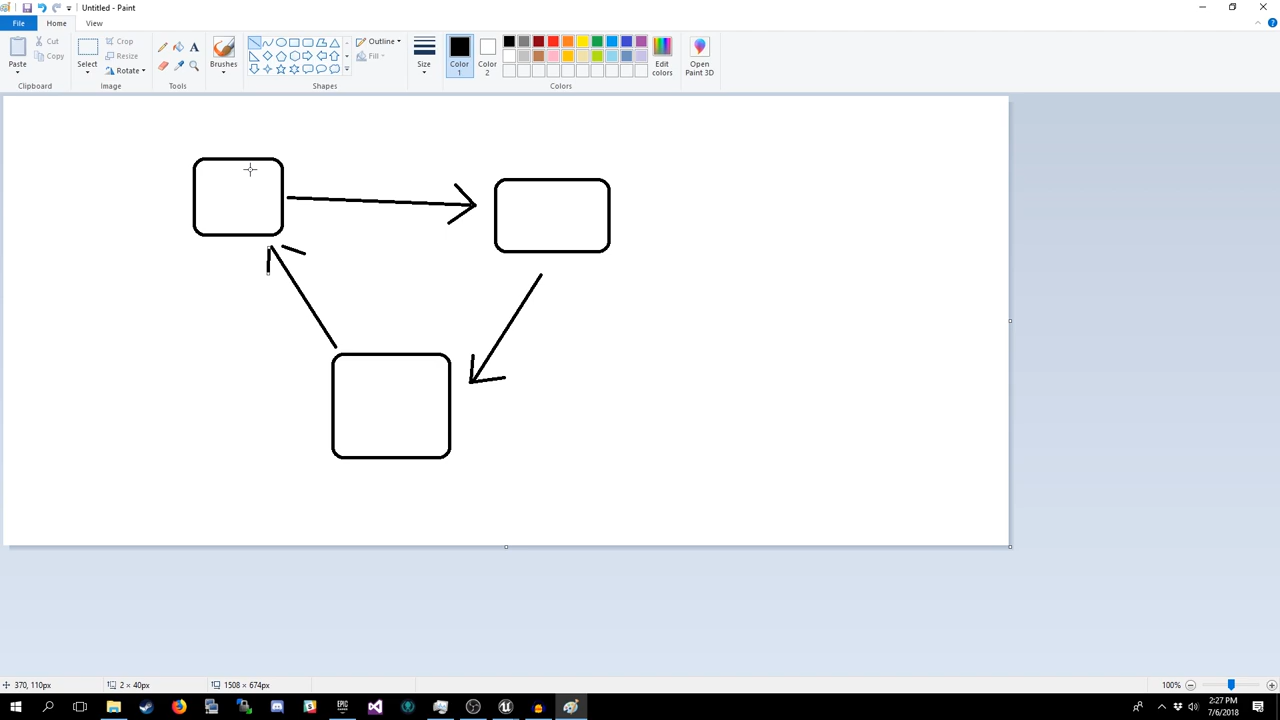 Untitled - Paint
File Home View
Paste
Cut
Copy
Clipboard
Select
Crop
Resize
Rotate
Image
A
Tools
Brushes
Outline
Fill
Shapes
Size
Color 1
Color 2
Edit colors
Colors
Open Paint 3D
370, 110px
2 × 40px
1508 × 674px
100%
EPIC GAMES
2:27 PM
7/6/2018